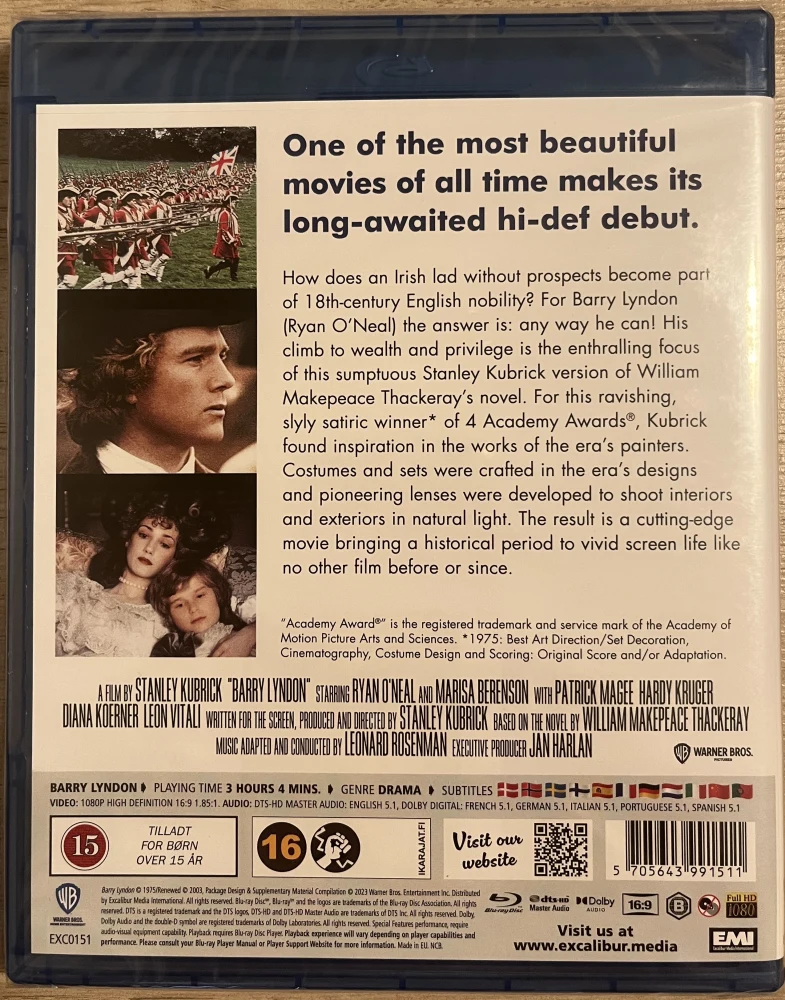 One of the most beautiful
movies of all time makes its
long-awaited hi-def debut.
How does an Irish lad without prospects become part
of 18th-century English nobility? For Barry Lyndon
(Ryan O'Neal) the answer is: any way he can! His
climb to wealth and privilege is the enthralling focus
of this sumptuous Stanley Kubrick version of William
Makepeace Thackeray's novel. For this ravishing,
slyly satiric winner* of 4 Academy Awards®, Kubrick
found inspiration in the works of the era's painters.
Costumes and sets were crafted in the era's designs
and pioneering lenses were developed to shoot interiors
and exteriors in natural light. The result is a cutting-edge
movie bringing a historical period to vivid screen life like
no other film before or since.
"Academy Award®" is the registered trademark and service mark of the Academy of
Motion Picture Arts and Sciences. *1975: Best Art Direction/Set Decoration,
Cinematography, Costume Design and Scoring: Original Score and/or Adaptation.
A FILM BY STANLEY KUBRICK "BARRY LYNDON" STARRING RYAN O'NEAL AND MARISA BERENSON WITH PATRICK MAGEE HARDY KRUGER
DIANA KOERNER LEON VITALI WRITTEN FOR THE SCREEN, PRODUCED AND DIRECTED BY STANLEY KUBRICK BASED ON THE NOVEL BY WILLIAM MAKEPEACE THACKERAY
MUSIC ADAPTED AND CONDUCTED BY LEONARD ROSENMAN EXECUTIVE PRODUCER JAN HARLAN
WB WARNER BROS.
PICTURES
BARRY LYNDON PLAYING TIME 3 HOURS 4 MINS. GENRE DRAMA SUBTITLES
VIDEO: 1080P HIGH DEFINITION 16:9 1.85:1. AUDIO: DTS-HD MASTER AUDIO: ENGLISH 5.1, DOLBY DIGITAL: FRENCH 5.1, GERMAN 5.1, ITALIAN 5.1, PORTUGUESE 5.1, SPANISH 5.1
15
TILLADT
FOR BØRN
OVER 15 ÅR
16
IKARAJAT.FI
Visit our
website
5 705643 991511
WB
WARNER BROS.
EXC0151
Barry Lyndon © 1975/Renewed © 2003, Package Design & Supplementary Material Compilation © 2023 Warner Bros. Entertainment Inc. Distributed
by Excalibur Media International. All rights reserved. Blu-ray Disc®, Blu-ray™ and the logos are trademarks of the Blu-ray Disc Association. All rights
reserved. DTS is a registered trademark and the DTS logos, DTS-HD and DTS-HD Master Audio are trademarks of DTS Inc. All rights reserved. Dolby,
Dolby Audio and the double-D symbol are registered trademarks of Dolby Laboratories. All rights reserved. Special Features performance, require
audio-visual equipment capability. Playback requires Blu-ray Disc Player. Playback experience will vary depending on player capabilities and
performance. Please consult your Blu-ray Player Manual or Player Support Website for more information. Made in EU. NCB.
Blu-ray Disc
dts-HD
Master Audio
Dolby
AUDIO
16:9
B
Full HD
1080
Visit us at
www.excalibur.media
EMI